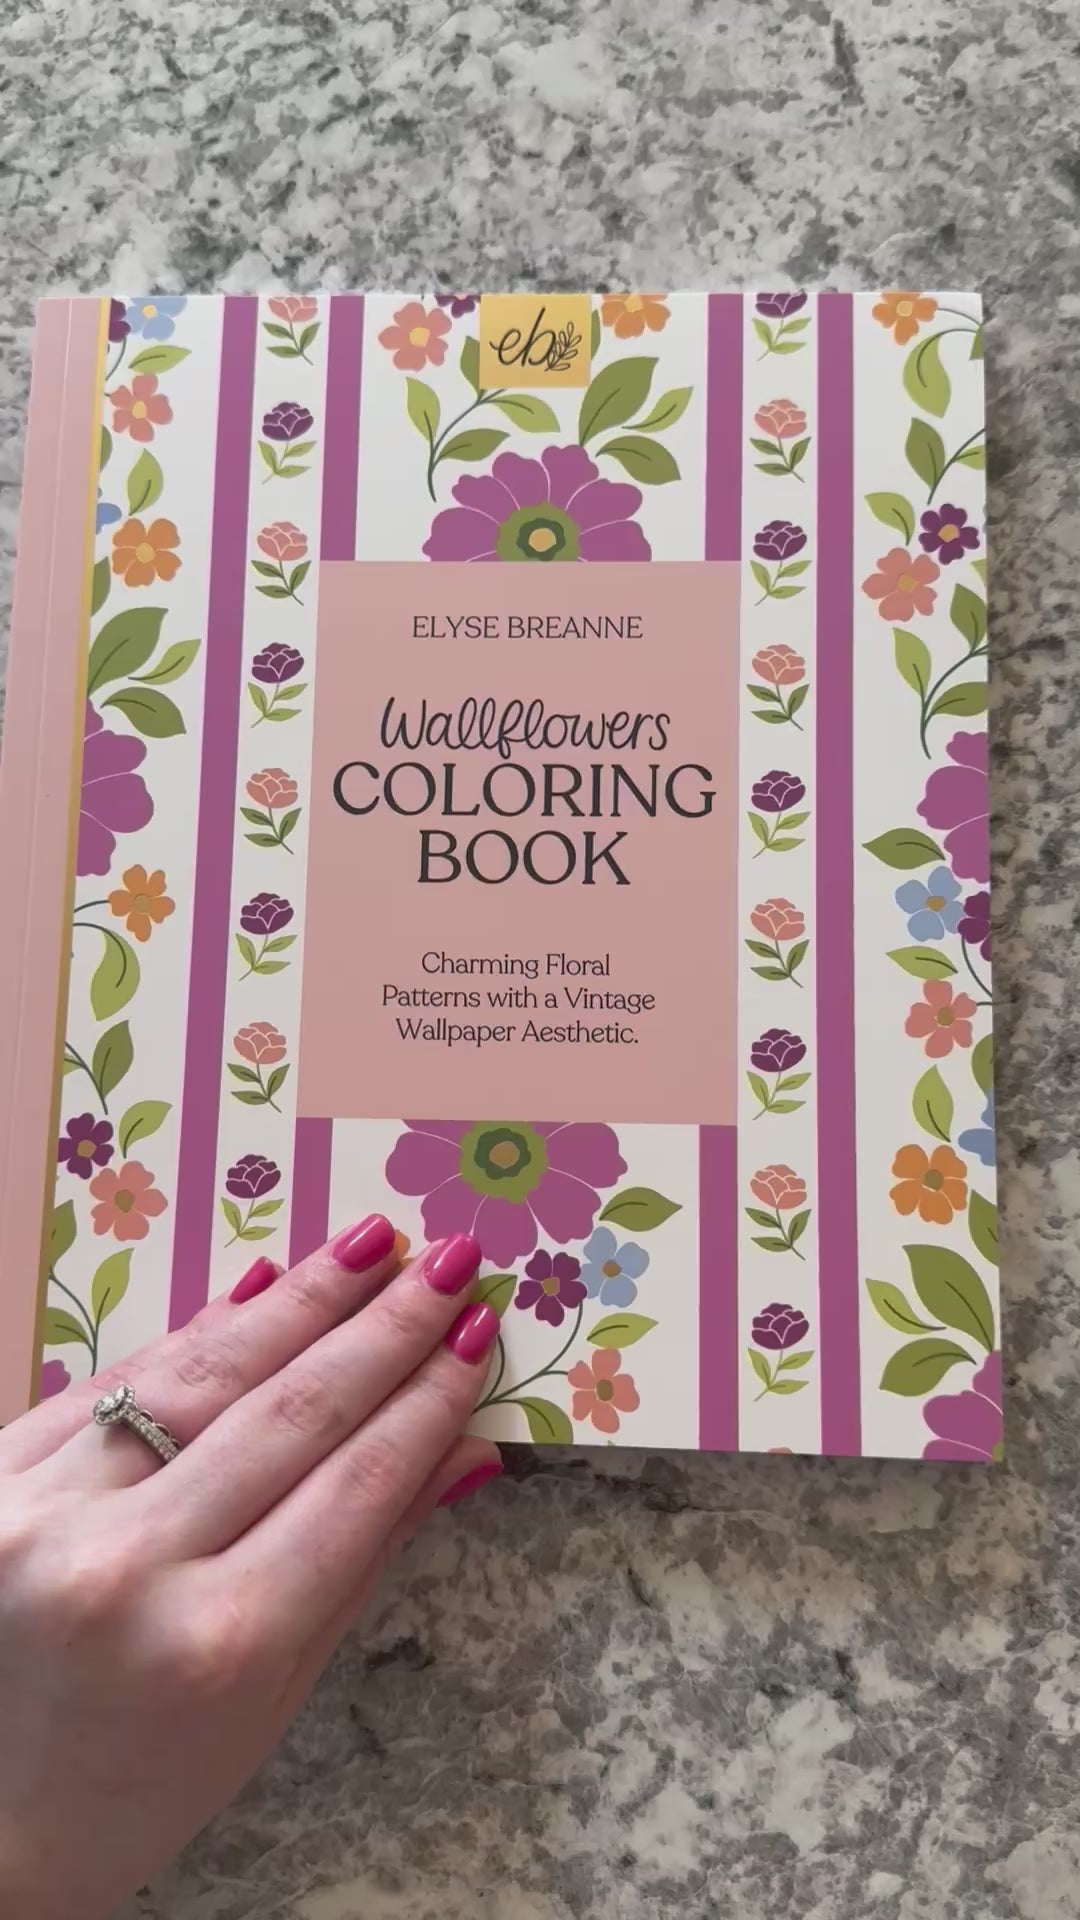 eb
ELYSE BREANNE
Wallflowers
COLORING
BOOK
Charming Floral
Patterns with a Vintage
Wallpaper Aesthetic.